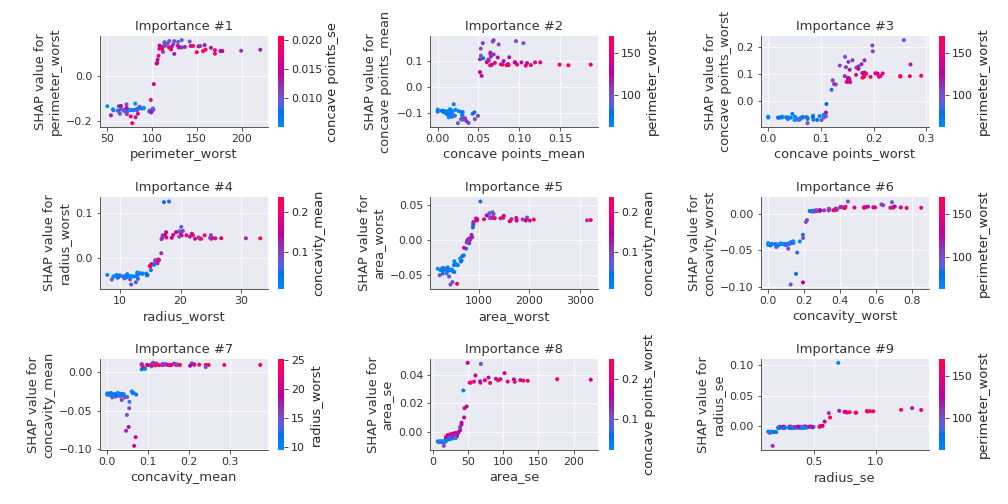 Importance #1
SHAP value for
perimeter_worst
0.0
−0.2
50
100
150
200
perimeter_worst
0.020
0.015
0.010
concave points_se
Importance #2
SHAP value for
concave points_mean
0.1
0.0
−0.1
0.00
0.05
0.10
0.15
concave points_mean
150
100
perimeter_worst
Importance #3
SHAP value for
concave points_worst
0.2
0.1
0.0
0.0
0.1
0.2
0.3
concave points_worst
150
100
perimeter_worst
Importance #4
SHAP value for
radius_worst
0.1
0.0
10
20
30
radius_worst
0.2
0.1
concavity_mean
Importance #5
SHAP value for
area_worst
0.05
0.00
−0.05
1000
2000
3000
area_worst
0.2
0.1
concavity_mean
Importance #6
SHAP value for
concavity_worst
0.00
−0.05
−0.10
0.0
0.2
0.4
0.6
0.8
concavity_worst
150
100
perimeter_worst
Importance #7
SHAP value for
concavity_mean
0.00
−0.05
−0.10
0.0
0.1
0.2
0.3
concavity_mean
25
20
15
10
radius_worst
Importance #8
SHAP value for
area_se
0.04
0.02
0.00
0
50
100
150
200
area_se
0.2
0.1
concave points_worst
Importance #9
SHAP value for
radius_se
0.10
0.05
0.00
0.5
1.0
radius_se
150
100
perimeter_worst